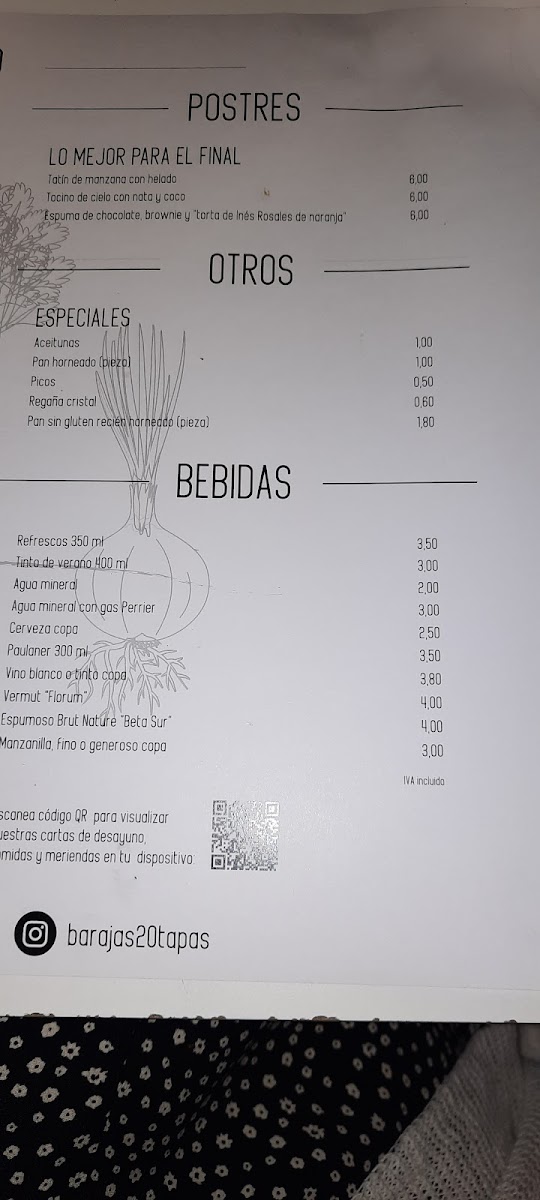 POSTRES
LO MEJOR PARA EL FINAL
Tatín de manzana con helado 6,00
Tocino de cielo con nata y coco 6,00
Espuma de chocolate, brownie y "torta de Inés Rosales de naranja" 6,00
OTROS
ESPECIALES
Aceitunas 1,00
Pan horneado (pieza) 1,00
Picos 0,50
Regaña cristal 0,60
Pan sin gluten recién horneado (pieza) 1,80
BEBIDAS
Refrescos 350 ml 3,50
Tinto de verano 400 ml 3,00
Agua mineral 2,00
Agua mineral con gas Perrier 3,00
Cerveza copa 2,50
Paulaner 300 ml 3,50
Vino blanco o tinto copa 3,80
Vermut "Florum" 4,00
Espumoso Brut Nature "Beta Sur" 4,00
Manzanilla, fino o generoso copa 3,00
IVA incluido
scanea código QR para visualizar
uestras cartas de desayuno,
omidas y meriendas en tu dispositivo
barajas20tapas